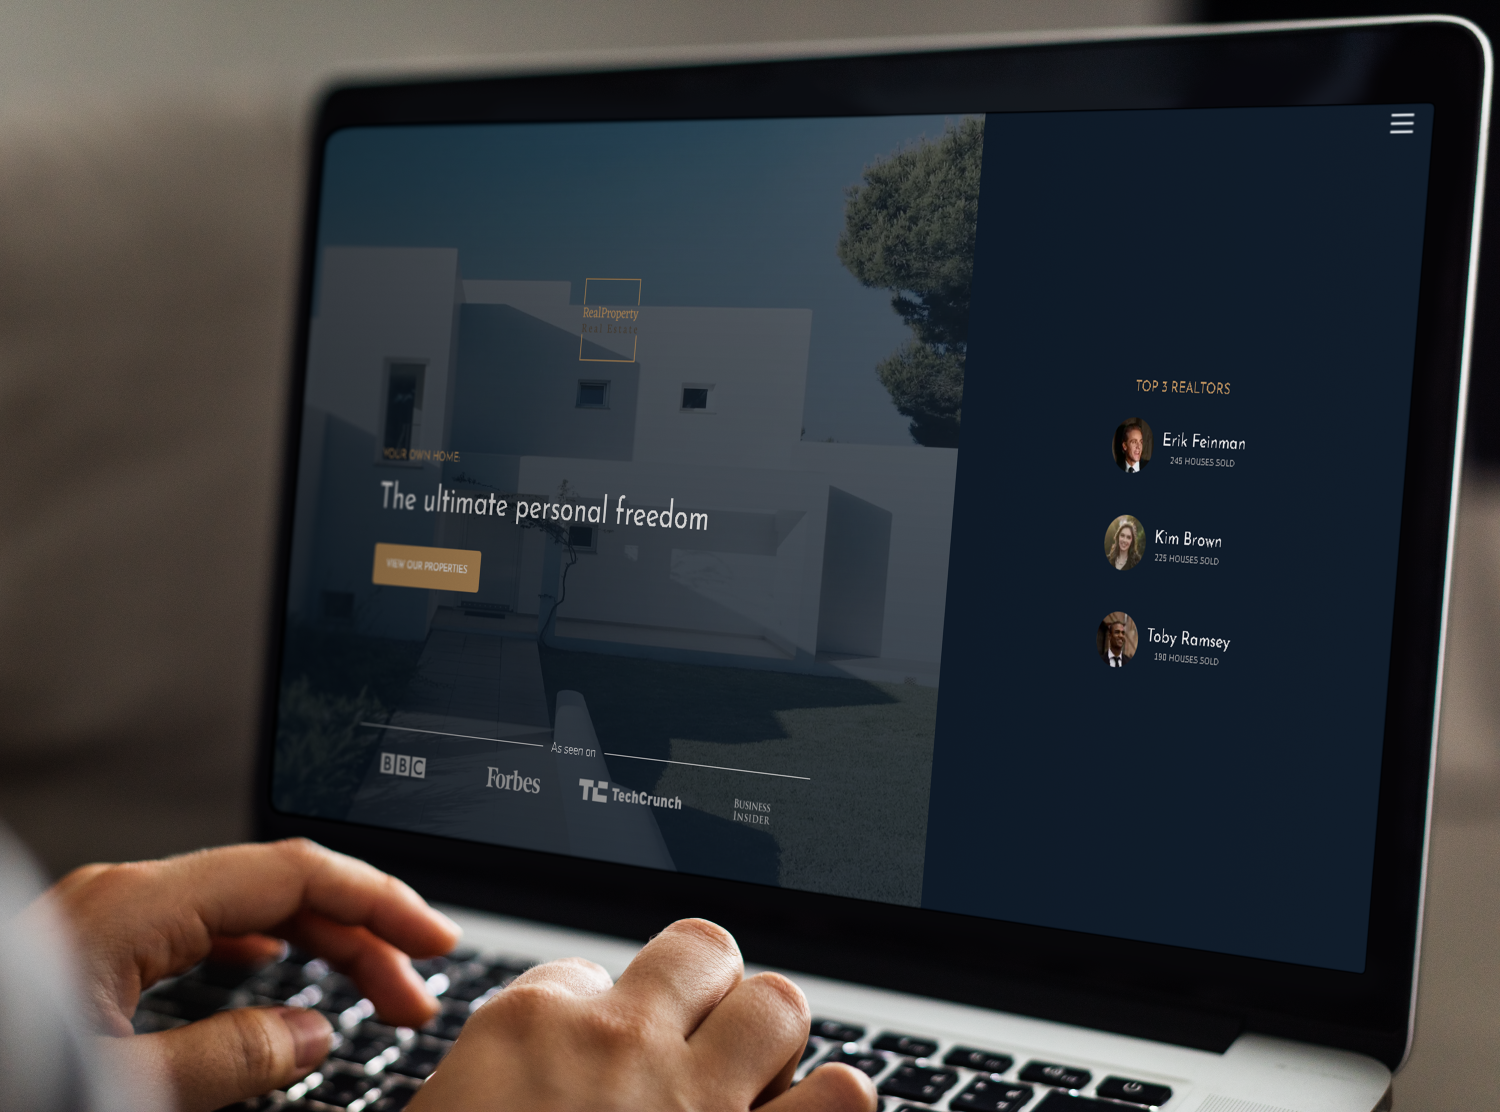 RealProperty
Real Estate
YOUR OWN HOME
The ultimate personal freedom
VIEW OUR PROPERTIES
As seen on
BBC
Forbes
TC TechCrunch
BUSINESS
INSIDER
TOP 3 REALTORS
Erik Feinman
245 HOUSES SOLD
Kim Brown
225 HOUSES SOLD
Toby Ramsey
190 HOUSES SOLD